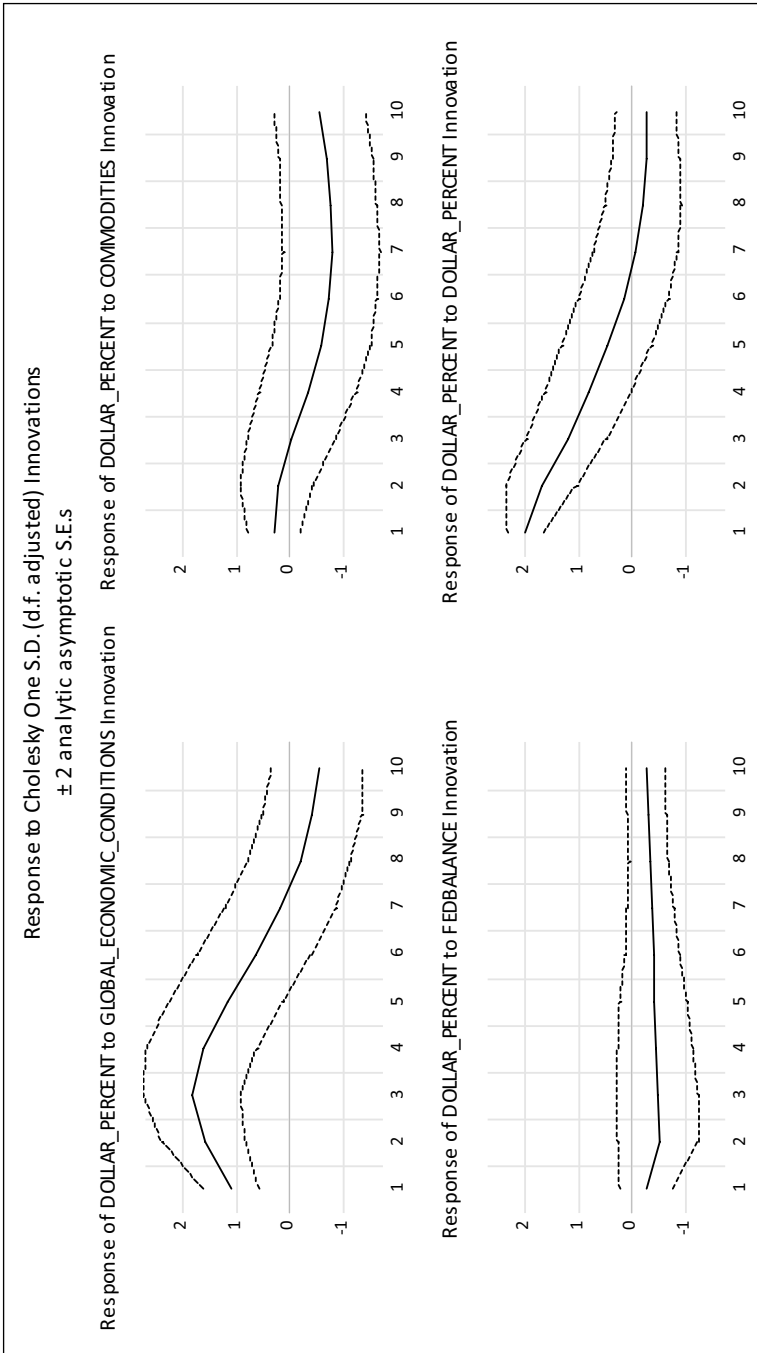 Response to Cholesky One S.D. (d.f. adjusted) Innovations
± 2 analytic asymptotic S.E.s
Response of DOLLAR_PERCENT to GLOBAL_ECONOMIC_CONDITIONS Innovation
2
1
0
-1
1 2 3 4 5 6 7 8 9 10
Response of DOLLAR_PERCENT to COMMODITIES Innovation
2
1
0
-1
1 2 3 4 5 6 7 8 9 10
Response of DOLLAR_PERCENT to FEDBALANCE Innovation
2
1
0
-1
1 2 3 4 5 6 7 8 9 10
Response of DOLLAR_PERCENT to DOLLAR_PERCENT Innovation
2
1
0
-1
1 2 3 4 5 6 7 8 9 10